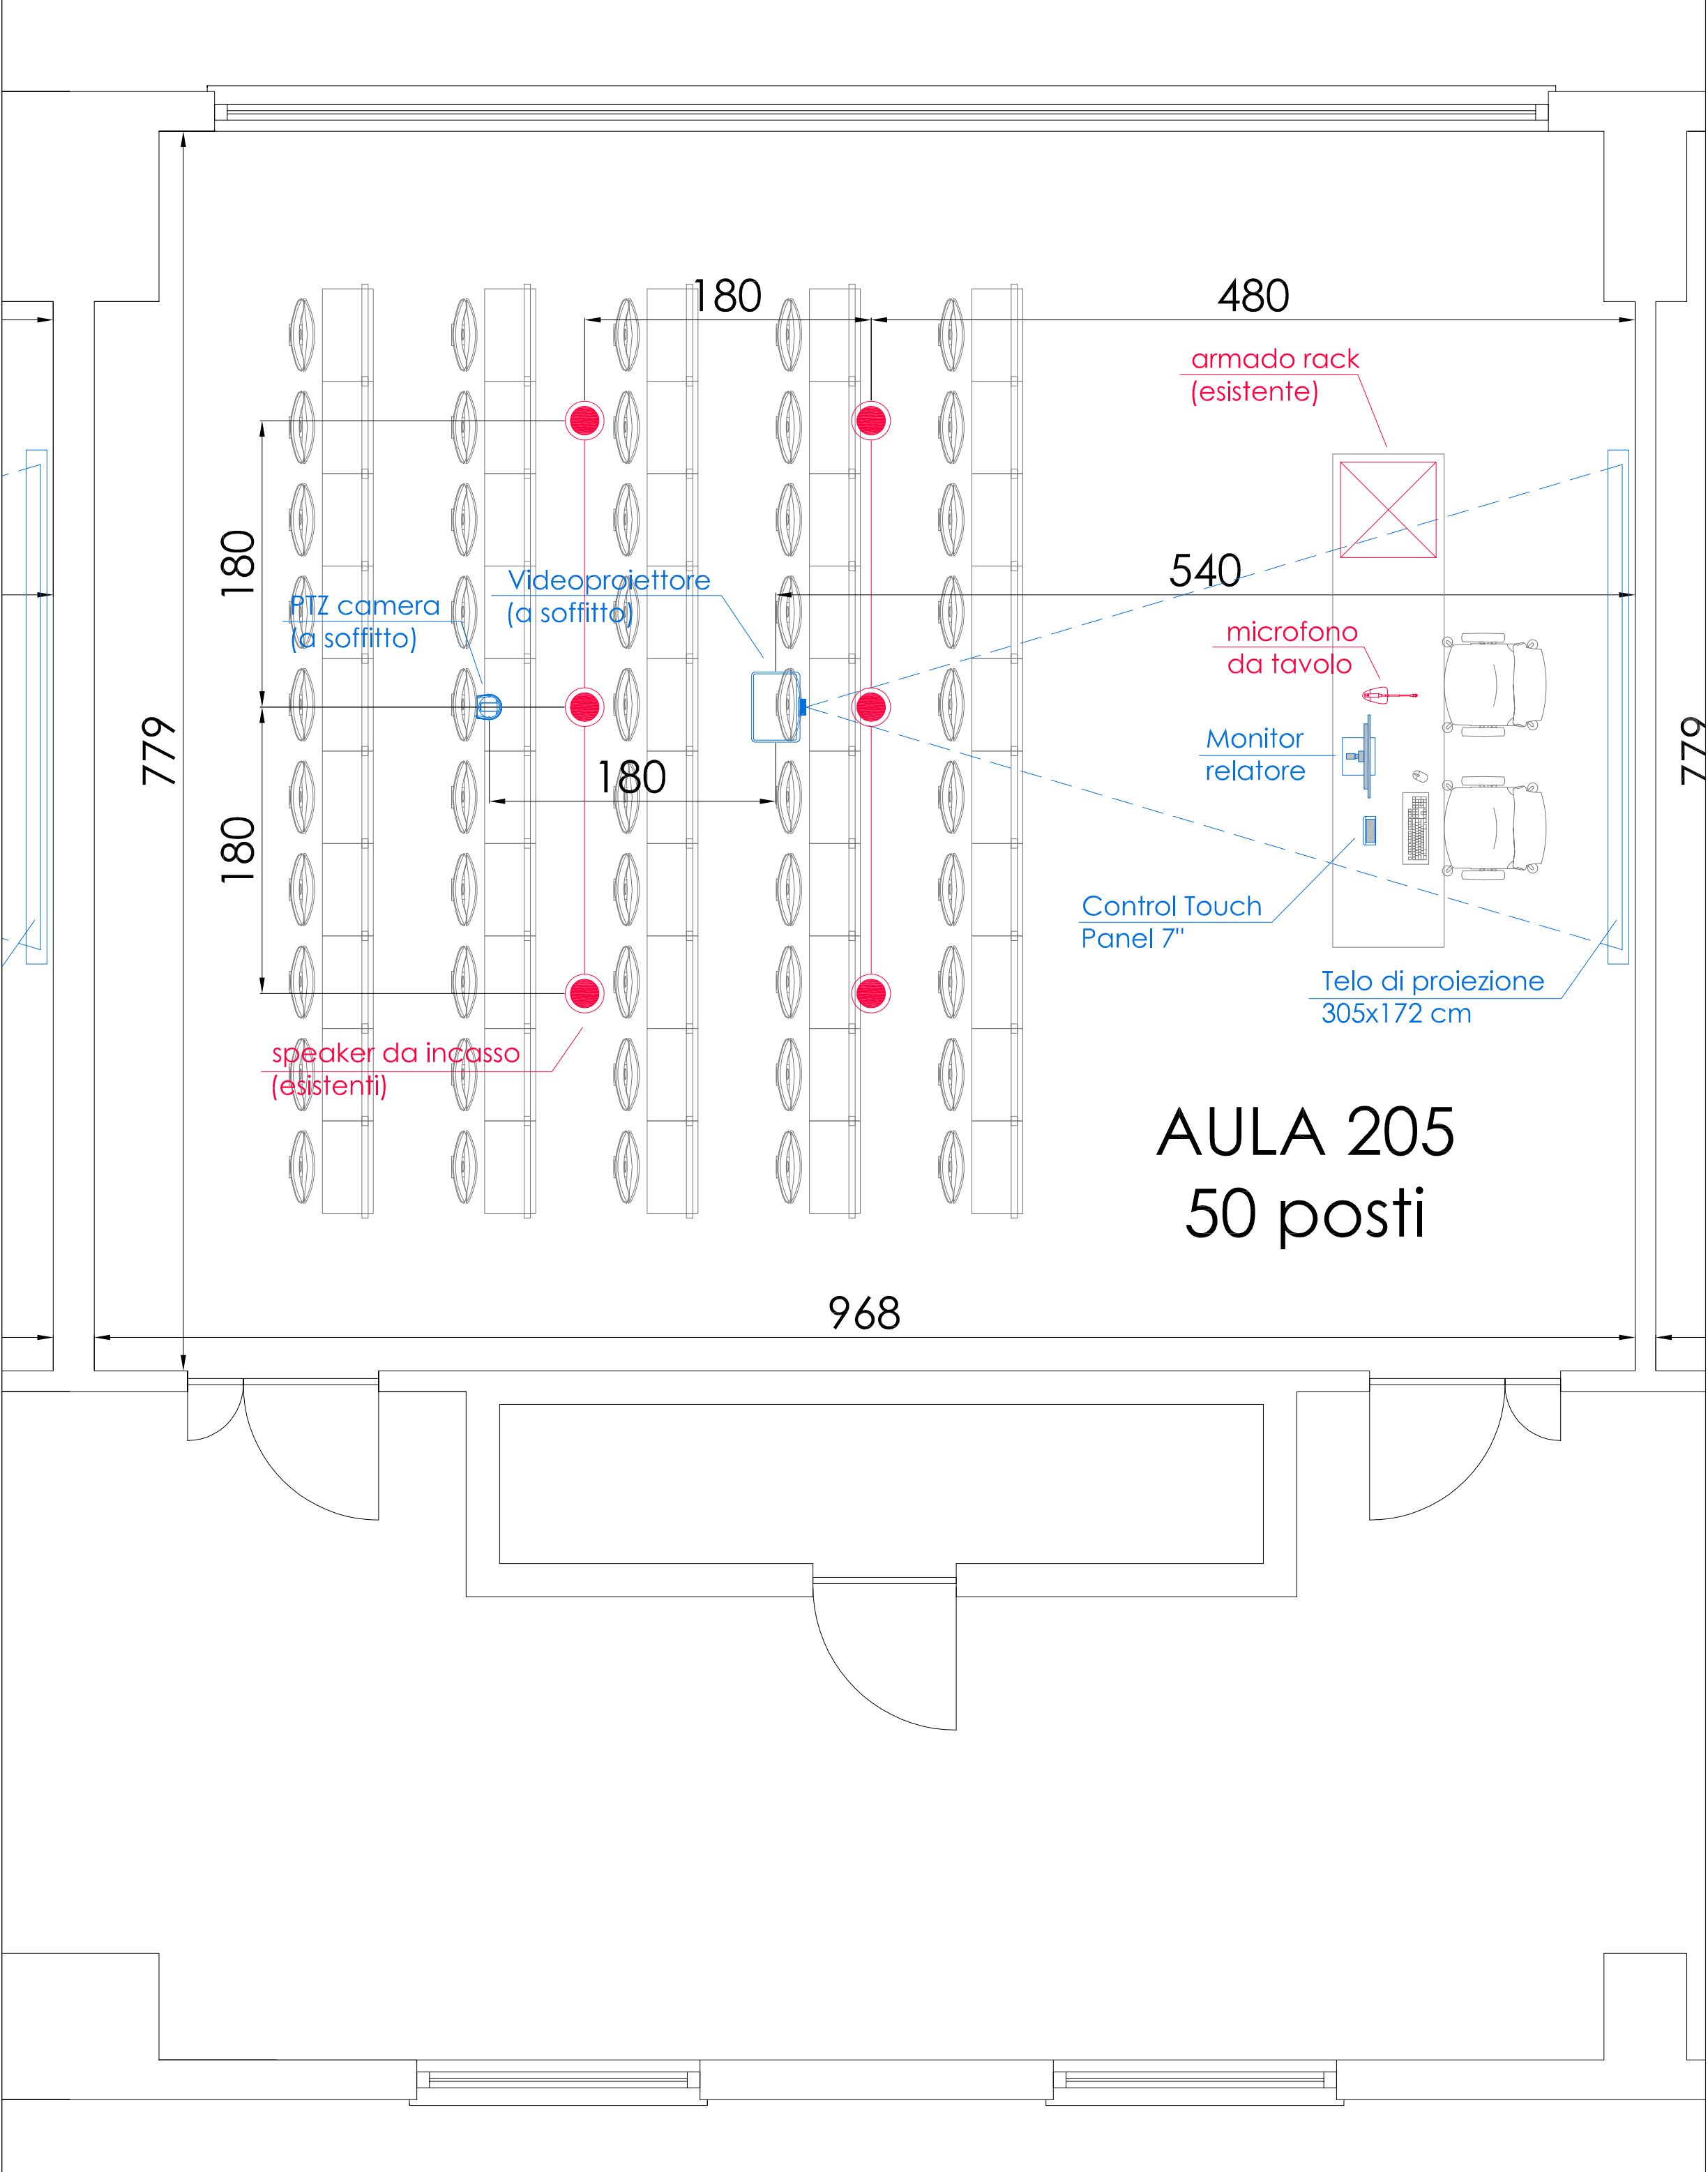 180
480
armado rack
(esistente)
180
540
Videoproiettore
(a soffitto)
PTZ camera
(a soffitto)
microfono
da tavolo
779
779
Monitor
relatore
180
180
Control Touch
Panel 7"
Telo di proiezione
305x172 cm
speaker da incasso
(esistenti)
AULA 205
50 posti
968